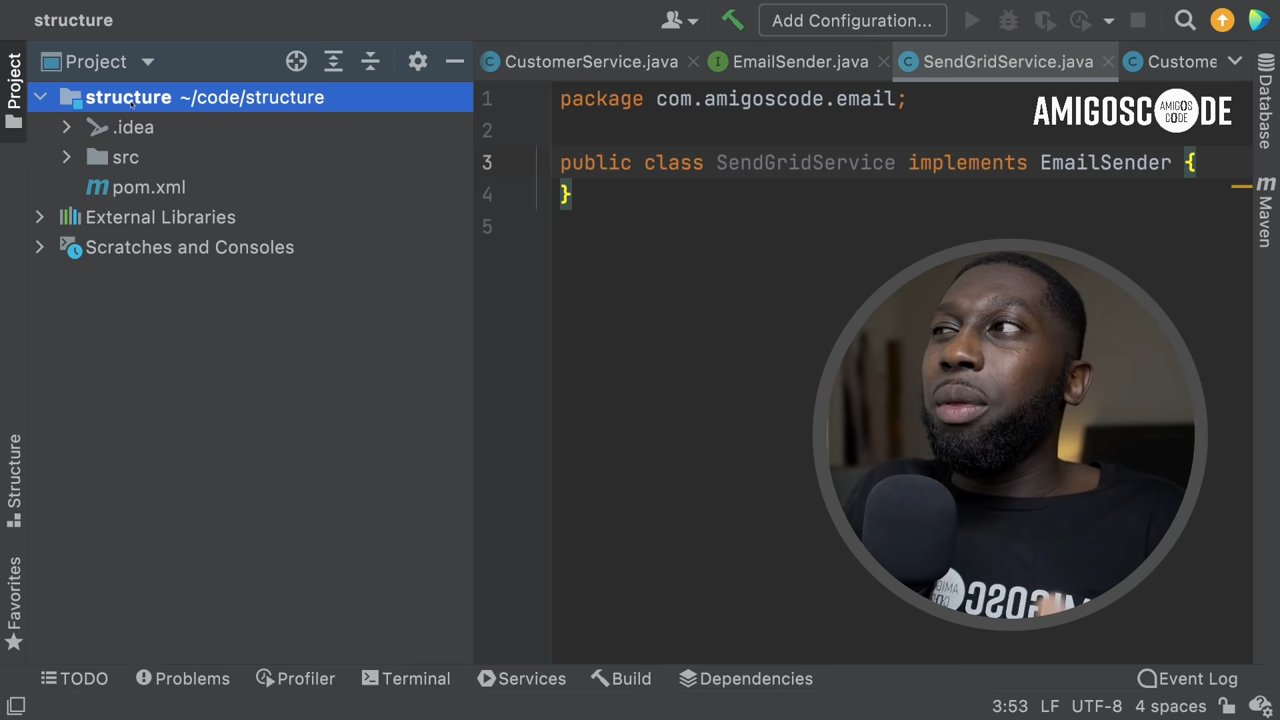 structure
Add Configuration...
Project
Project
structure ~/code/structure
.idea
src
pom.xml
External Libraries
Scratches and Consoles
CustomerService.java
EmailSender.java
SendGridService.java
Custome
1 package com.amigoscode.email;
2
3 public class SendGridService implements EmailSender {
4 }
5
AMIGOSCODE
AMIGOS
CODE
Database
Maven
Structure
Favorites
TODO
Problems
Profiler
Terminal
Services
Build
Dependencies
Event Log
3:53 LF UTF-8 4 spaces